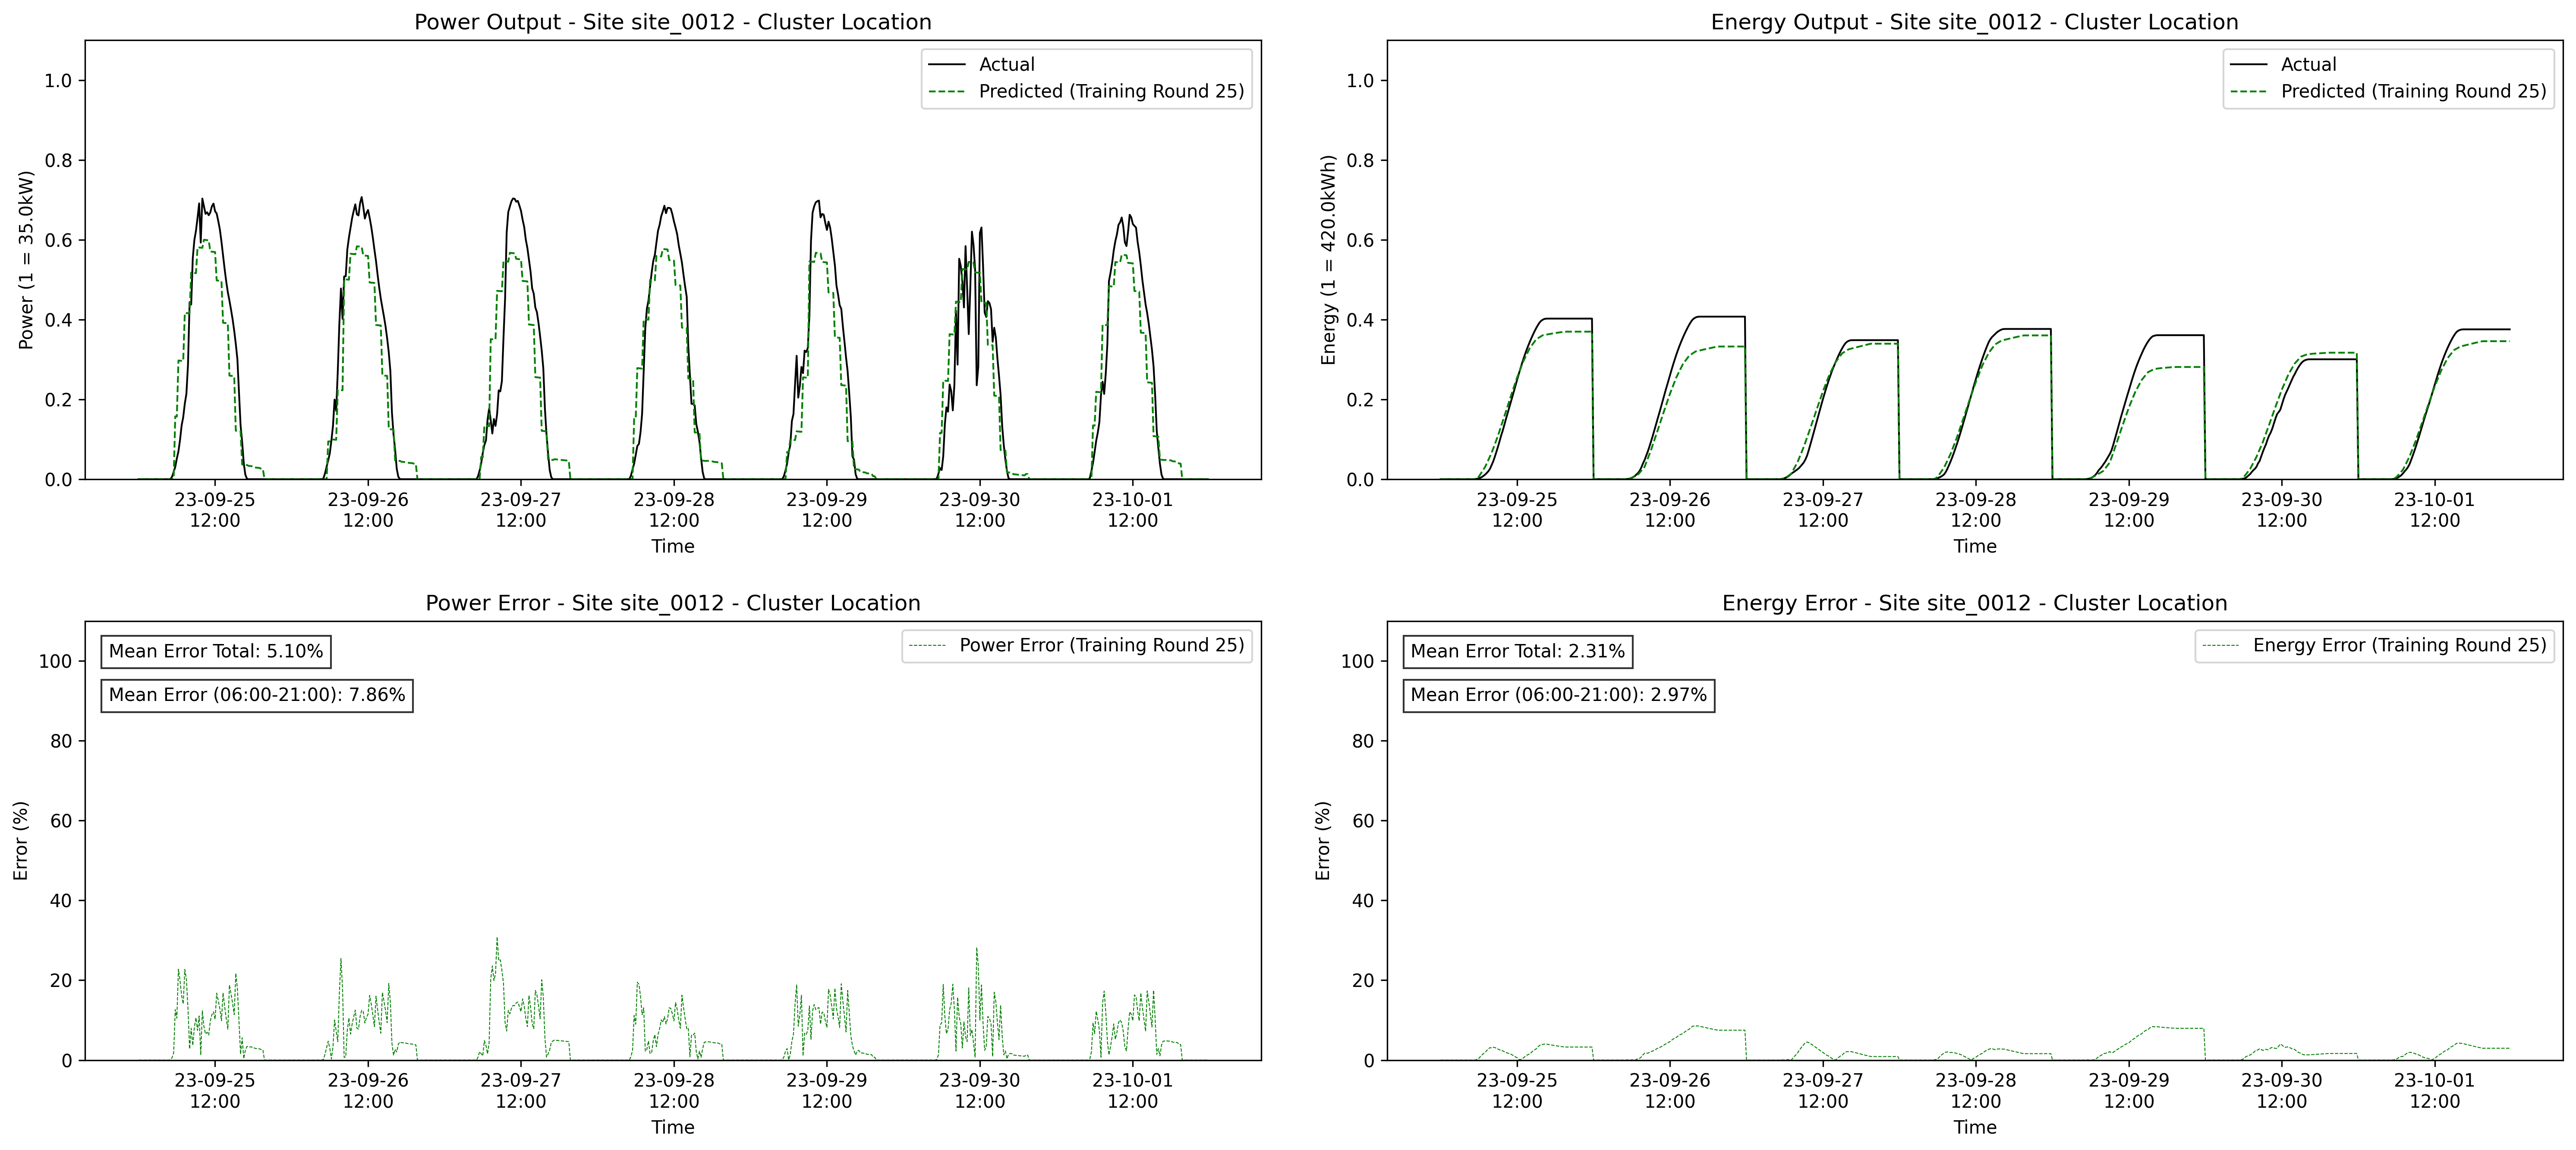 Power Output - Site site_0012 - Cluster Location
Power (1 = 35.0kW)
1.0
0.8
0.6
0.4
0.2
0.0
Actual
Predicted (Training Round 25)
23-09-25 12:00
23-09-26 12:00
23-09-27 12:00
23-09-28 12:00
23-09-29 12:00
23-09-30 12:00
23-10-01 12:00
Time
Energy Output - Site site_0012 - Cluster Location
Energy (1 = 420.0kWh)
1.0
0.8
0.6
0.4
0.2
0.0
Actual
Predicted (Training Round 25)
23-09-25 12:00
23-09-26 12:00
23-09-27 12:00
23-09-28 12:00
23-09-29 12:00
23-09-30 12:00
23-10-01 12:00
Time
Power Error - Site site_0012 - Cluster Location
Error (%)
100
80
60
40
20
0
Mean Error Total: 5.10%
Mean Error (06:00-21:00): 7.86%
Power Error (Training Round 25)
23-09-25 12:00
23-09-26 12:00
23-09-27 12:00
23-09-28 12:00
23-09-29 12:00
23-09-30 12:00
23-10-01 12:00
Time
Energy Error - Site site_0012 - Cluster Location
Error (%)
100
80
60
40
20
0
Mean Error Total: 2.31%
Mean Error (06:00-21:00): 2.97%
Energy Error (Training Round 25)
23-09-25 12:00
23-09-26 12:00
23-09-27 12:00
23-09-28 12:00
23-09-29 12:00
23-09-30 12:00
23-10-01 12:00
Time